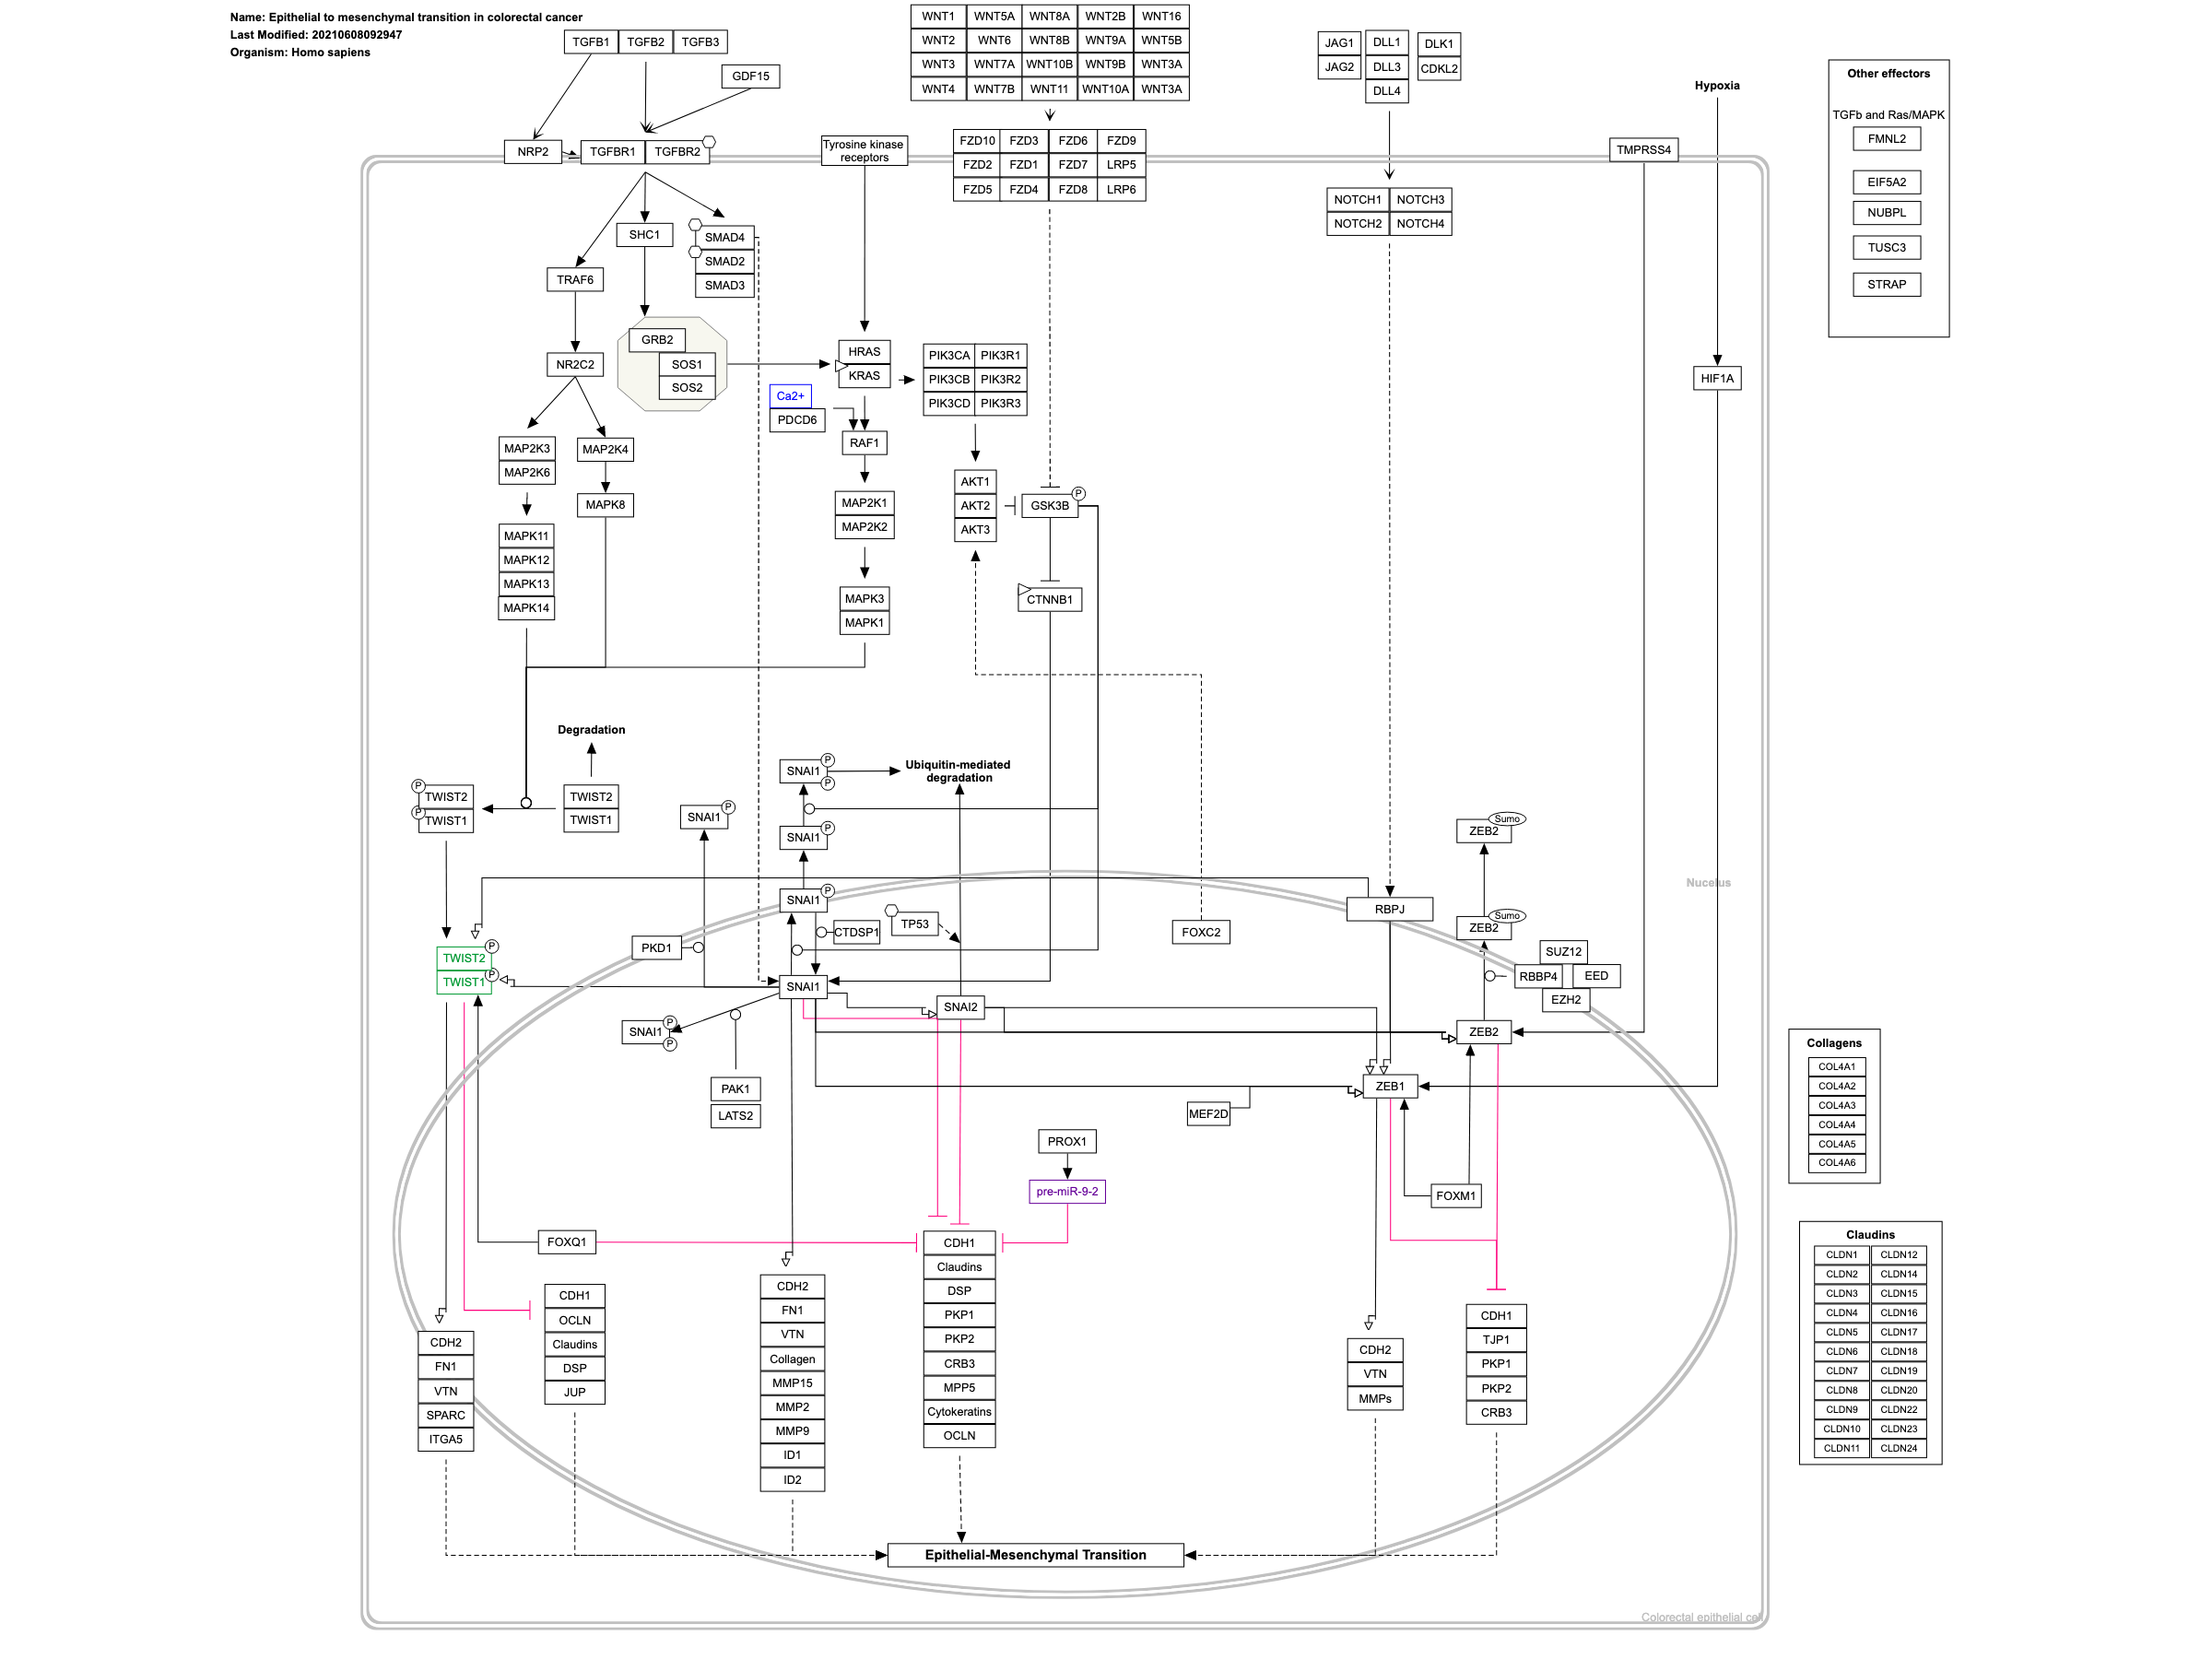 Name: Epithelial to mesenchymal transition in colorectal cancer
Last Modified: 20210608092947
Organism: Homo sapiens
TGFB1 TGFB2 TGFB3
GDF15
WNT1 WNT5A WNT8A WNT2B WNT16
WNT2 WNT6 WNT8B WNT9A WNT5B
WNT3 WNT7A WNT10B WNT9B WNT3A
WNT4 WNT7B WNT11 WNT10A WNT3A
JAG1 DLL1 DLK1
JAG2 DLL3 CDKL2
DLL4
Hypoxia
Other effectors
TGFb and Ras/MAPK
FMNL2
EIF5A2
NUBPL
TUSC3
STRAP
NRP2 TGFBR1 TGFBR2
Tyrosine kinase
receptors
FZD10 FZD3 FZD6 FZD9
FZD2 FZD1 FZD7 LRP5
FZD5 FZD4 FZD8 LRP6
TMPRSS4
NOTCH1 NOTCH3
NOTCH2 NOTCH4
SHC1
SMAD4
SMAD2
SMAD3
TRAF6
GRB2
SOS1
SOS2
NR2C2
HRAS
KRAS
PIK3CA PIK3R1
PIK3CB PIK3R2
PIK3CD PIK3R3
HIF1A
Ca2+
PDCD6
RAF1
MAP2K3
MAP2K6
MAP2K4
MAPK8
MAP2K1
MAP2K2
AKT1
AKT2
AKT3
GSK3B P
MAPK11
MAPK12
MAPK13
MAPK14
MAPK3
MAPK1
CTNNB1
Degradation
P TWIST2
P TWIST1
TWIST2
TWIST1
SNAI1 P
P
Ubiquitin-mediated
degradation
SNAI1 P
SNAI1 P
SNAI1 P
ZEB2 Sumo
Nucelus
RBPJ
CTDSP1
TP53
FOXC2
ZEB2 Sumo
PKD1
SUZ12
RBBP4 EED
EZH2
TWIST2 P
TWIST1 P
SNAI1
SNAI2
SNAI1 P
P
ZEB2
PAK1
LATS2
ZEB1
MEF2D
PROX1
pre-miR-9-2
FOXM1
FOXQ1
Collagens
COL4A1
COL4A2
COL4A3
COL4A4
COL4A5
COL4A6
Claudins
CLDN1 CLDN12
CLDN2 CLDN14
CLDN3 CLDN15
CLDN4 CLDN16
CLDN5 CLDN17
CLDN6 CLDN18
CLDN7 CLDN19
CLDN8 CLDN20
CLDN9 CLDN22
CLDN10 CLDN23
CLDN11 CLDN24
CDH2
FN1
VTN
SPARC
ITGA5
CDH1
OCLN
Claudins
DSP
JUP
CDH2
FN1
VTN
Collagen
MMP15
MMP2
MMP9
ID1
ID2
CDH1
Claudins
DSP
PKP1
PKP2
CRB3
MPP5
Cytokeratins
OCLN
CDH2
VTN
MMPs
CDH1
TJP1
PKP1
PKP2
CRB3
Epithelial-Mesenchymal Transition
Colorectal epithelial cell